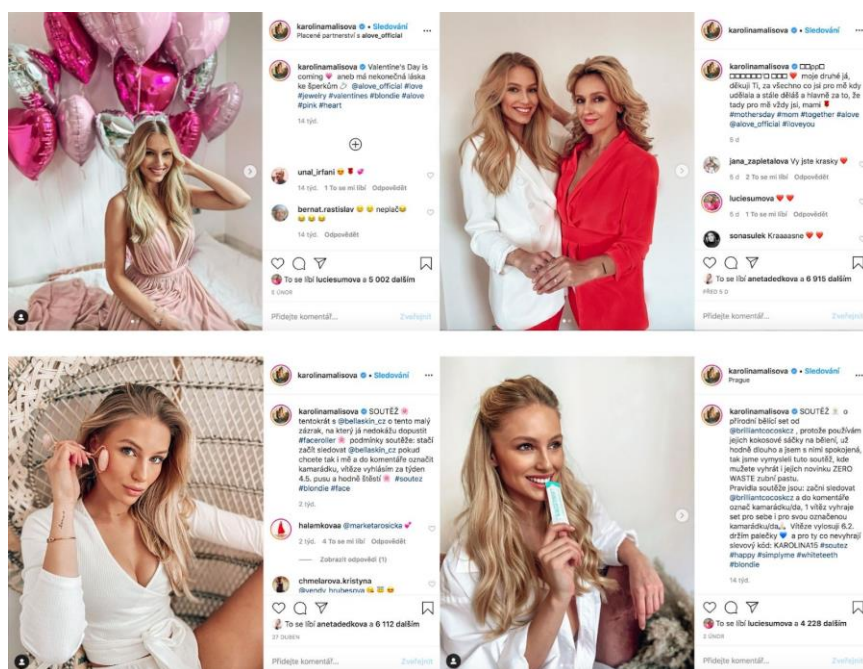 karolinamalisova • Sledování
Placené partnerství s alove_official
karolinamalisova Valentine's Day is
coming 💗 aneb má nekonečná láska
ke šperkům 💍 @alove_official #love
#jewelry #valentines #blondie #alove
#pink #heart
14 týd.
unal_irfani
14 týd. 1 To se mi líbí Odpovědět
bernat.rastislav neplač
14 týd. Odpovědět
To se líbí luciesumova a 5 002 dalším
5 ÚNOR
Přidejte komentář... Zveřejnit
karolinamalisova • Sledování
karolinamalisova
❤️ moje druhé já,
děkuji Ti, za všechno co jsi pro mě kdy
udělala a stále děláš a hlavně za to, že
tady pro mě vždy jsi, mami 🌹
#mothersday #mom #together #alove
@alove_official #iloveyou
5 d
jana_zapletalova Vy jste krasky ❤️
5 d 2 To se mi líbí Odpovědět
luciesumova ❤️ ❤️
5 d 1 To se mi líbí Odpovědět
sonasulek Kraaaasne ❤️ ❤️
To se líbí anetadedkova a 6 915 dalším
PŘED 5 D
Přidejte komentář... Zveřejnit
karolinamalisova • Sledování
karolinamalisova SOUTĚŽ 🌸
tentokrát s @bellaskin_cz o tento malý
zázrak, na který já nedokážu dopustit
#faceroller 🌸 podmínky soutěže: stačí
začít sledovat @bellaskin_cz pokud
chcete tak i mě a do komentáře označit
kamarádku, vítěze vyhlásím za týden
4.5. pusu a hodně štěstí 🌸 #soutez
#blondie #face
2 týd.
halamkovaa @marketarosicka 💕
2 týd. 4 To se mi líbí Odpovědět
Zobrazit odpovědi (1)
chmelarova.kristyna
@vendy_hrubesova
To se líbí anetadedkova a 6 112 dalším
27 DUBEN
Přidejte komentář... Zveřejnit
karolinamalisova • Sledování
Prague
karolinamalisova SOUTĚŽ o
přírodní bělící set od
@brilliantcocoskcz , protože používám
jejich kokosové sáčky na bělení, už
hodně dlouho a jsem s nimi spokojená,
tak jsme vymysleli tuto soutěž, kde
můžete vyhrát i jejich novinku ZERO
WASTE zubní pastu.
Pravidla soutěže jsou: začni sledovat
@brilliantcocoskcz a do komentáře
označ kamarádku/da, 1 vítěz vyhraje
set pro sebe i pro svou označenou
kamarádku/da. Vítěze vylosuji 6.2.
držím palečky 💙 a pro ty co nevyhrají
slevový kód: KAROLINA15 #soutez
#happy #simplyme #whiteteeth
#blondie
14 týd.
To se líbí luciesumova a 4 228 dalším
2 ÚNOR
Přidejte komentář... Zveřejnit